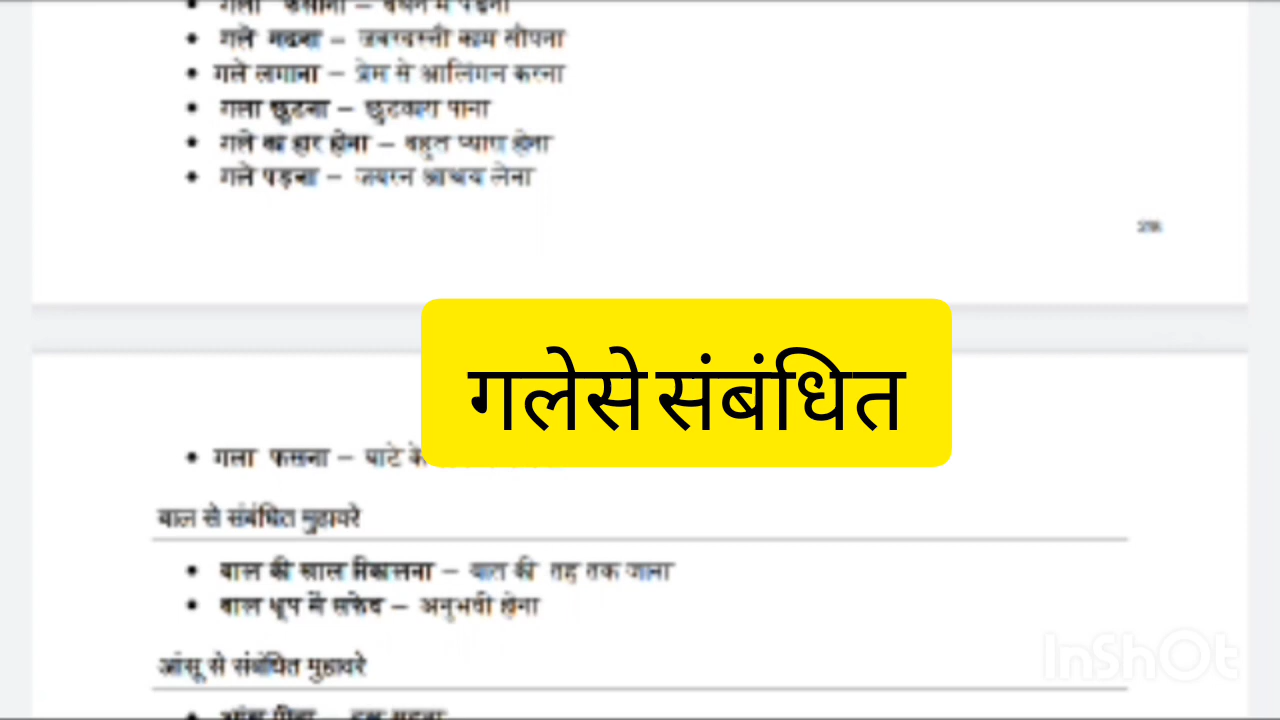 गले मढना – जबरदस्ती काम सौपना
गले लगाना – प्रेम से आलिंगन करना
गला छूटना – छुटकारा पाना
गले का हार होना – बहुत प्यारा होना
गले पड़ना – जबरन आश्रय लेना
गलेसे संबंधित
गला फसना – घाटे के
बाल से संबंधित मुहावरे
बाल की खाल निकालना – बात की तह तक जाना
बाल धूप में सफेद – अनुभवी होना
आंसू से संबंधित मुहावरे
InShOt